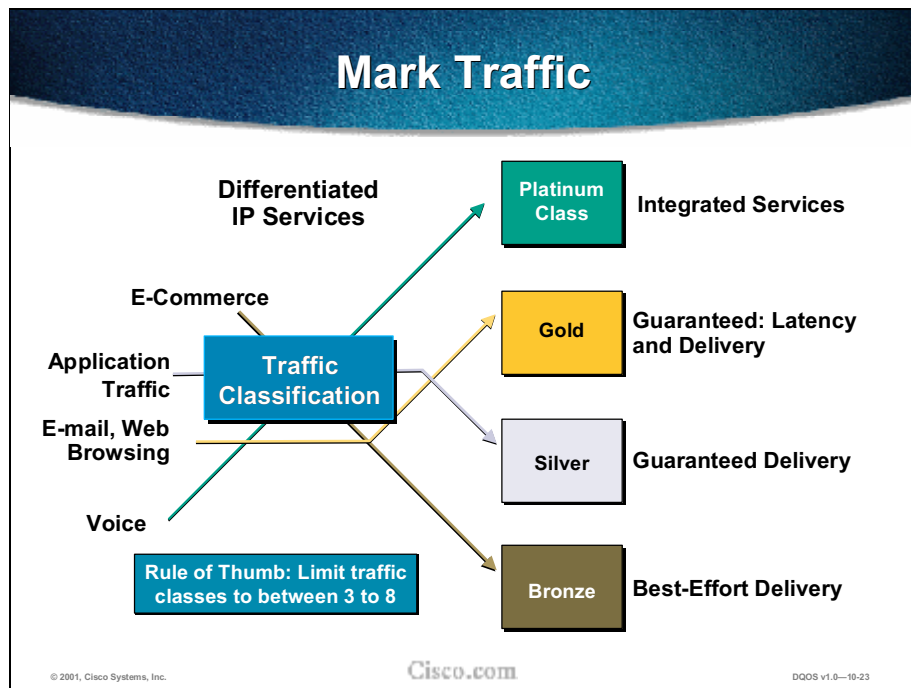 Mark Traffic
Differentiated
IP Services
Platinum
Class
Integrated Services
E-Commerce
Gold
Guaranteed: Latency
and Delivery
Application
Traffic
Traffic
Classification
E-mail, Web
Browsing
Silver
Guaranteed Delivery
Voice
Rule of Thumb: Limit traffic
classes to between 3 to 8
Bronze
Best-Effort Delivery
© 2001, Cisco Systems, Inc.
Cisco.com
DQOS v1.0—10-23